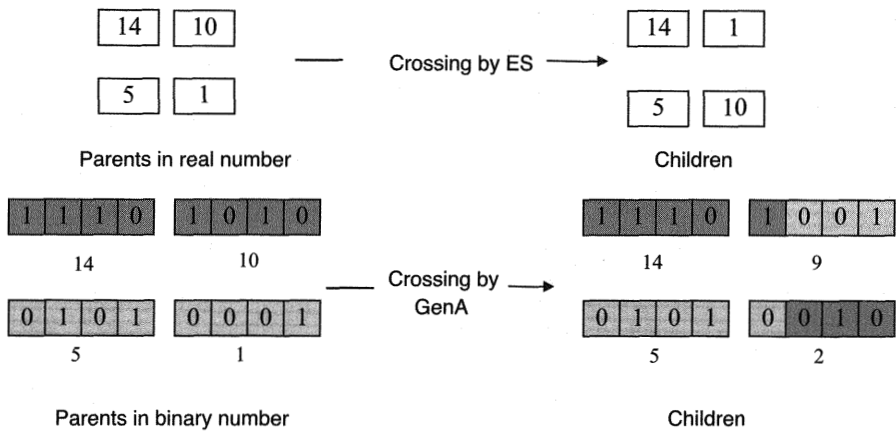 14 10 14 1
Crossing by ES
5 1 5 10
Parents in real number Children
1 1 1 0 1 0 1 0 1 1 1 0 1 0 0 1
14 10 14 9
Crossing by
GenA
0 1 0 1 0 0 0 1 0 1 0 1 0 0 1 0
5 1 5 2
Parents in binary number Children